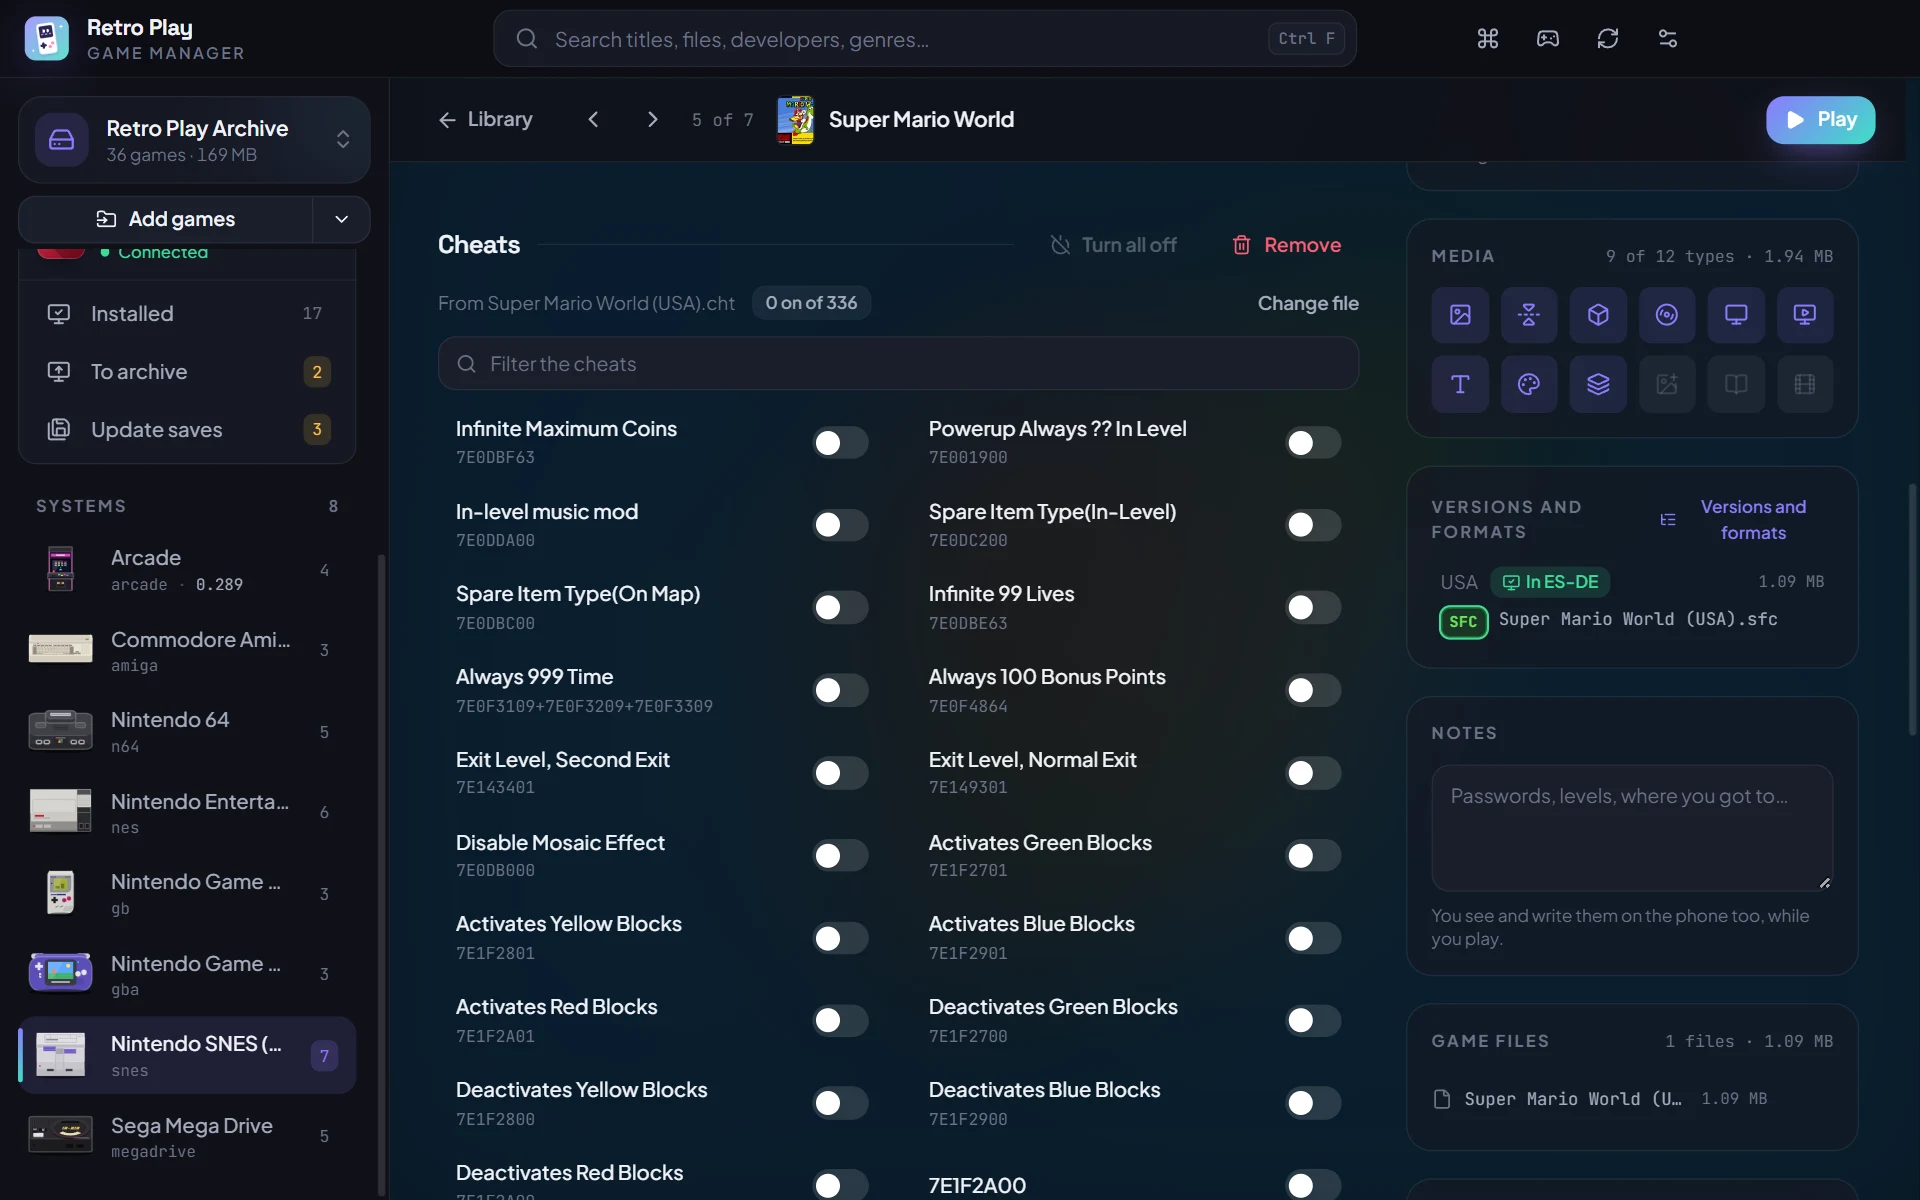 Retro Play
GAME MANAGER
Search titles, files, developers, genres...
Ctrl F
Retro Play Archive
36 games · 169 MB
Add games
Connected
Installed
17
To archive
2
Update saves
3
SYSTEMS
8
Arcade
arcade · 0.289
4
Commodore Ami...
amiga
3
Nintendo 64
n64
5
Nintendo Enterta...
nes
6
Nintendo Game ...
gb
3
Nintendo Game ...
gba
3
Nintendo SNES (...
snes
7
Sega Mega Drive
megadrive
5
Library
5 of 7
Super Mario World
Play
Cheats
Turn all off
Remove
From Super Mario World (USA).cht
0 on of 336
Change file
Filter the cheats
Infinite Maximum Coins
7E0DBF63
Powerup Always ?? In Level
7E001900
In-level music mod
7E0DDA00
Spare Item Type(In-Level)
7E0DC200
Spare Item Type(On Map)
7E0DBC00
Infinite 99 Lives
7E0DBE63
Always 999 Time
7E0F3109+7E0F3209+7E0F3309
Always 100 Bonus Points
7E0F4864
Exit Level, Second Exit
7E143401
Exit Level, Normal Exit
7E149301
Disable Mosaic Effect
7E0DB000
Activates Green Blocks
7E1F2701
Activates Yellow Blocks
7E1F2801
Activates Blue Blocks
7E1F2901
Activates Red Blocks
7E1F2A01
Deactivates Green Blocks
7E1F2700
Deactivates Yellow Blocks
7E1F2800
Deactivates Blue Blocks
7E1F2900
Deactivates Red Blocks
7E1F2A00
MEDIA
9 of 12 types · 1.94 MB
VERSIONS AND
FORMATS
Versions and
formats
USA
In ES-DE
1.09 MB
SFC
Super Mario World (USA).sfc
NOTES
Passwords, levels, where you got to...
You see and write them on the phone too, while
you play.
GAME FILES
1 files · 1.09 MB
Super Mario World (U...
1.09 MB